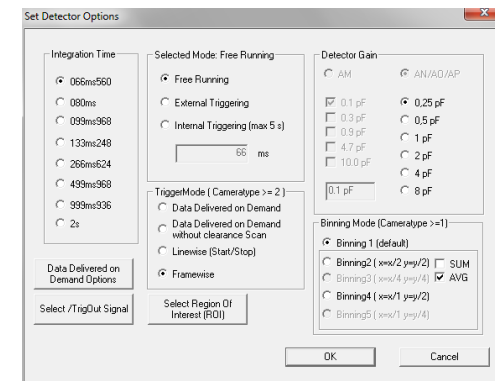 Set Detector Options
Integration Time
066ms560
080ms
099ms968
133ms248
266ms624
499ms968
999ms936
2s
Data Delivered on
Demand Options
Select /TrigOut Signal
Selected Mode: Free Running
Free Running
External Triggering
Internal Triggering (max 5 s)
66 ms
TriggerMode ( Cameratype >= 2 )
Data Delivered on Demand
Data Delivered on Demand
without clearance Scan
Linewise (Start/Stop)
Framewise
Select Region Of
Interest (ROI)
Detector Gain
AM
AN/AO/AP
0.1 pF
0.3 pF
0.9 pF
4.7 pF
10.0 pF
0.1 pF
0,25 pF
0,5 pF
1 pF
2 pF
4 pF
8 pF
Binning Mode (Cameratype >=1)
Binning 1 (default)
Binning2 ( x=x/2 y=y/2) SUM
Binning3 ( x=x/4 y=y/4) AVG
Binning4 ( x=x/1 y=y/2)
Binning5 ( x=x/1 y=y/4)
OK
Cancel